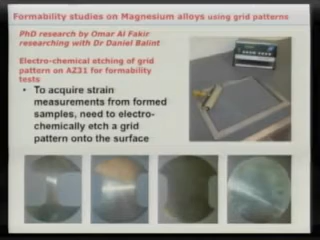 Formability studies on Magnesium alloys using grid patterns
PhD research by Omar Al Fakir
researching with Dr Daniel Balint
Electro-chemical etching of grid
pattern on AZ31 for formability
tests
• To acquire strain
measurements from formed
samples, need to electro-
chemically etch a grid
pattern onto the surface